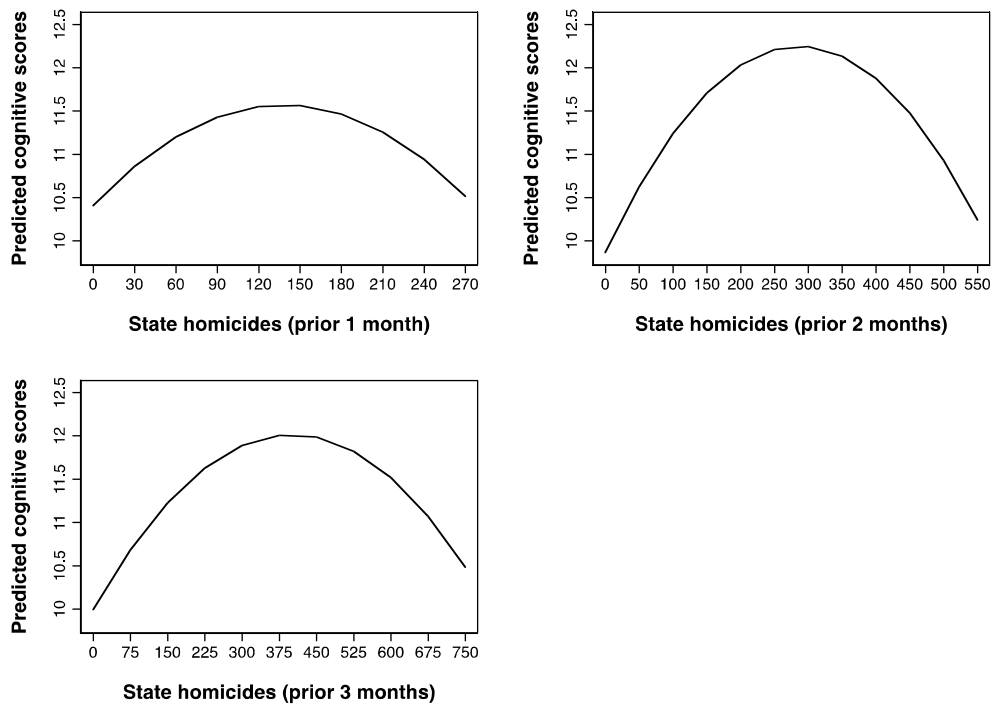 Predicted cognitive scores
12.5
12
11.5
11
10.5
10
0 30 60 90 120 150 180 210 240 270
State homicides (prior 1 month)
Predicted cognitive scores
12.5
12
11.5
11
10.5
10
0 50 100 150 200 250 300 350 400 450 500 550
State homicides (prior 2 months)
Predicted cognitive scores
12.5
12
11.5
11
10.5
10
0 75 150 225 300 375 450 525 600 675 750
State homicides (prior 3 months)